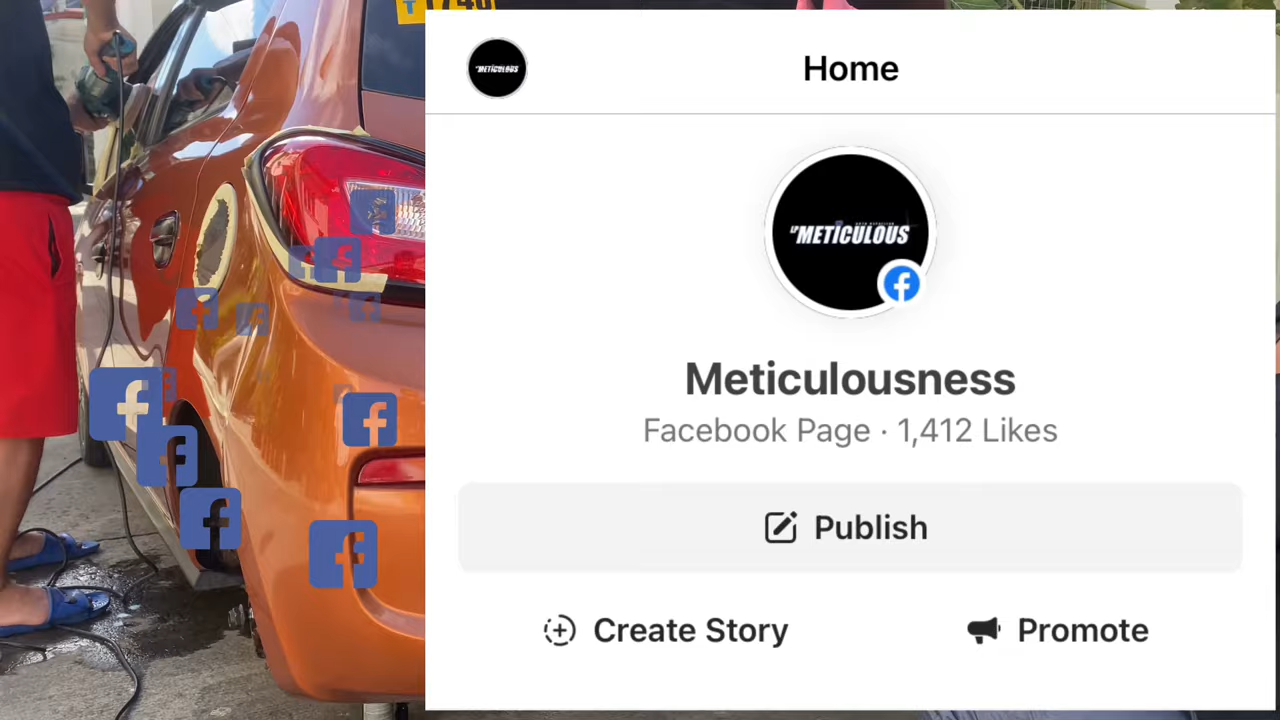 Home
METICULOUS
METICULOUS
Meticulousness
Facebook Page · 1,412 Likes
Publish
Create Story
Promote